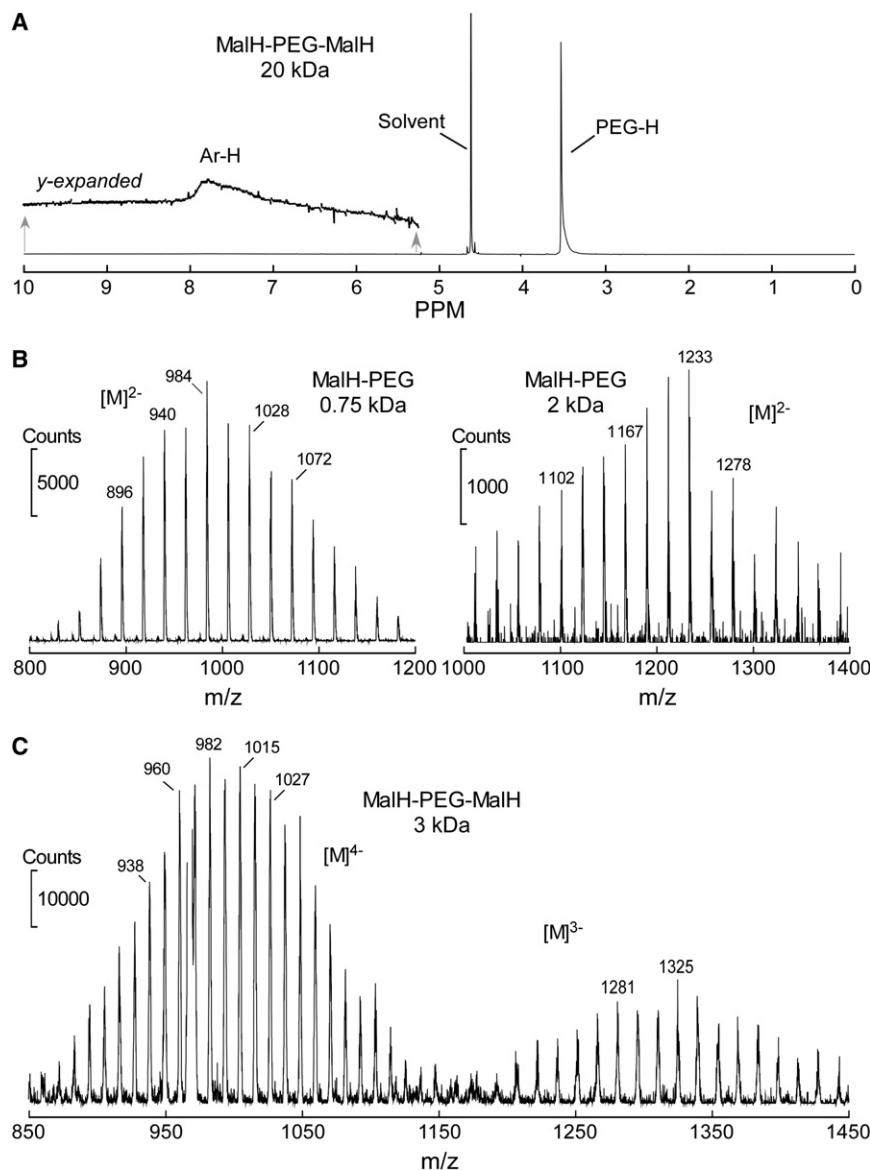 A
MalH-PEG-MalH
20 kDa
Solvent
PEG-H
Ar-H
y-expanded
10 9 8 7 6 5 4 3 2 1 0
PPM
B
[M]2-
984
MalH-PEG
0.75 kDa
940
1028
Counts
5000
896
1072
800 900 1000 1100 1200
m/z
1233
MalH-PEG
2 kDa
[M]2-
1167
Counts
1278
1000
1102
1000 1100 1200 1300 1400
m/z
C
982
1015
960
1027
MalH-PEG-MalH
3 kDa
[M]4-
Counts
938
10000
[M]3-
1281
1325
850 950 1050 1150 1250 1350 1450
m/z